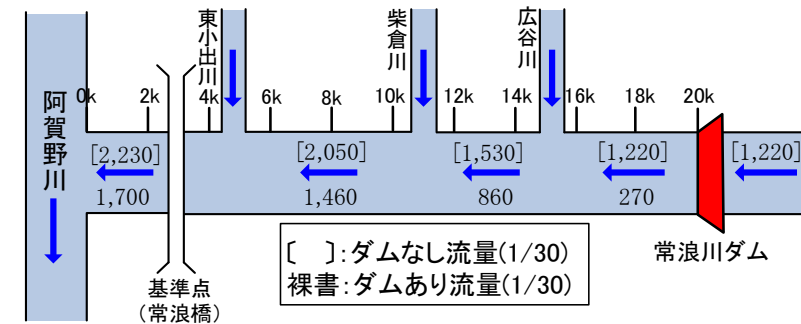 東小出川
柴倉川
広谷川
阿賀野川
0k 2k 4k 6k 8k 10k 12k 14k 16k 18k 20k
[2,230] [2,050] [1,530] [1,220] [1,220]
1,700 1,460 860 270
〔 〕:ダムなし流量(1/30)
裸書:ダムあり流量(1/30)
常浪川ダム
基準点
(常浪橋)